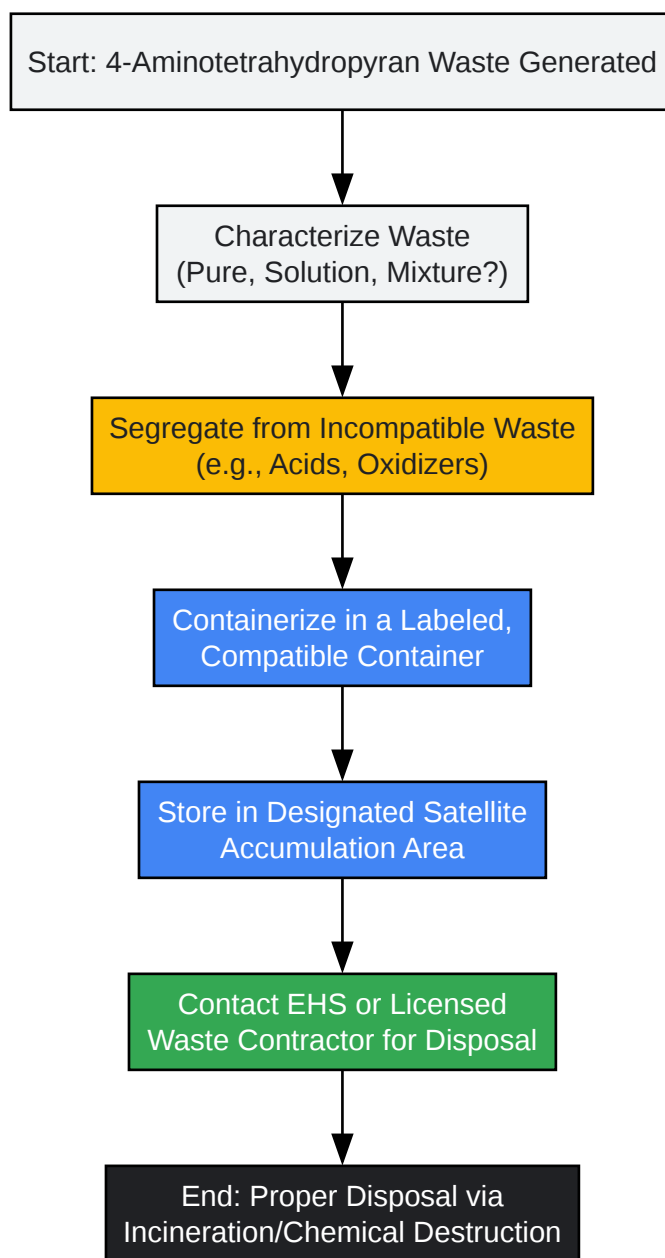 Start: 4-Aminotetrahydropyran Waste Generated
Characterize Waste
(Pure, Solution, Mixture?)
Segregate from Incompatible Waste
(e.g., Acids, Oxidizers)
Containerize in a Labeled,
Compatible Container
Store in Designated Satellite
Accumulation Area
Contact EHS or Licensed
Waste Contractor for Disposal
End: Proper Disposal via
Incineration/Chemical Destruction